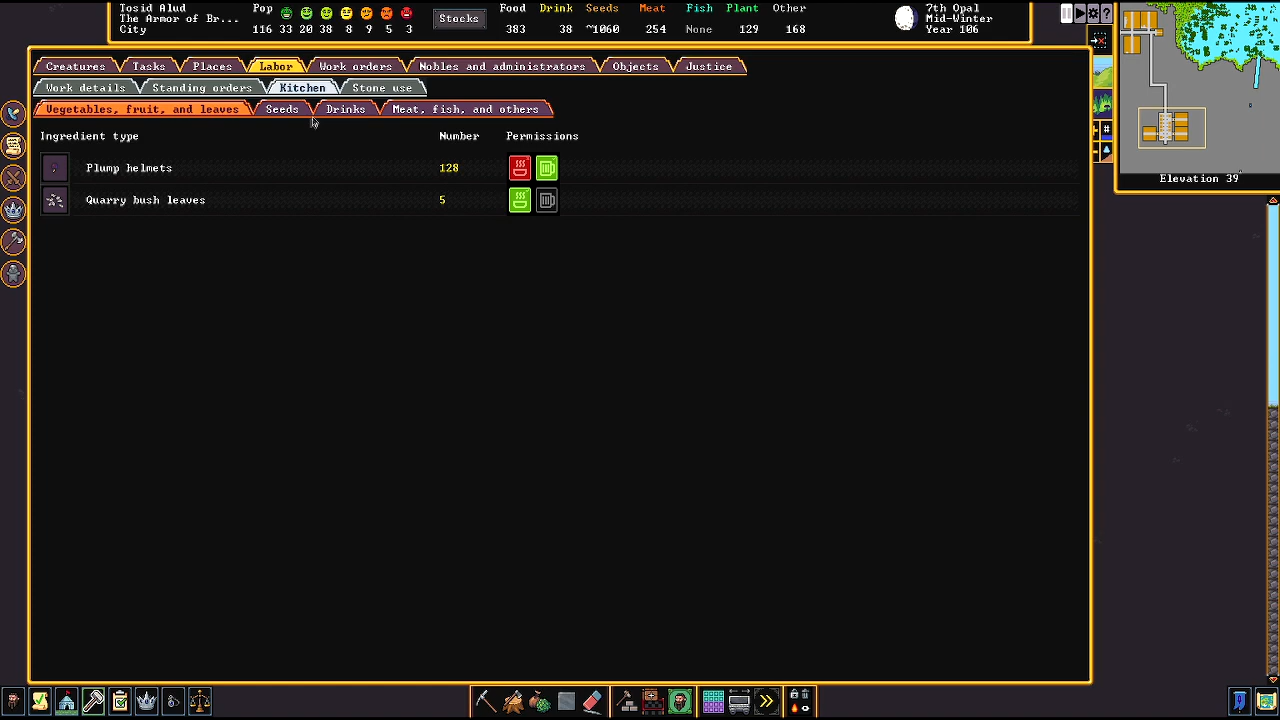 Tosid Alud
The Armor of Br...
City
Pop
116 33 20 38 8 9 5 3
Stocks
Food Drink Seeds Meat Fish Plant Other
383 38 ~1060 254 None 129 168
7th Opal
Mid-Winter
Year 106
Elevation 39
Creatures Tasks Places Labor Work orders Nobles and administrators Objects Justice
Work details Standing orders Kitchen Stone use
Vegetables, fruit, and leaves Seeds Drinks Meat, fish, and others
Ingredient type Number Permissions
Plump helmets 128
Quarry bush leaves 5